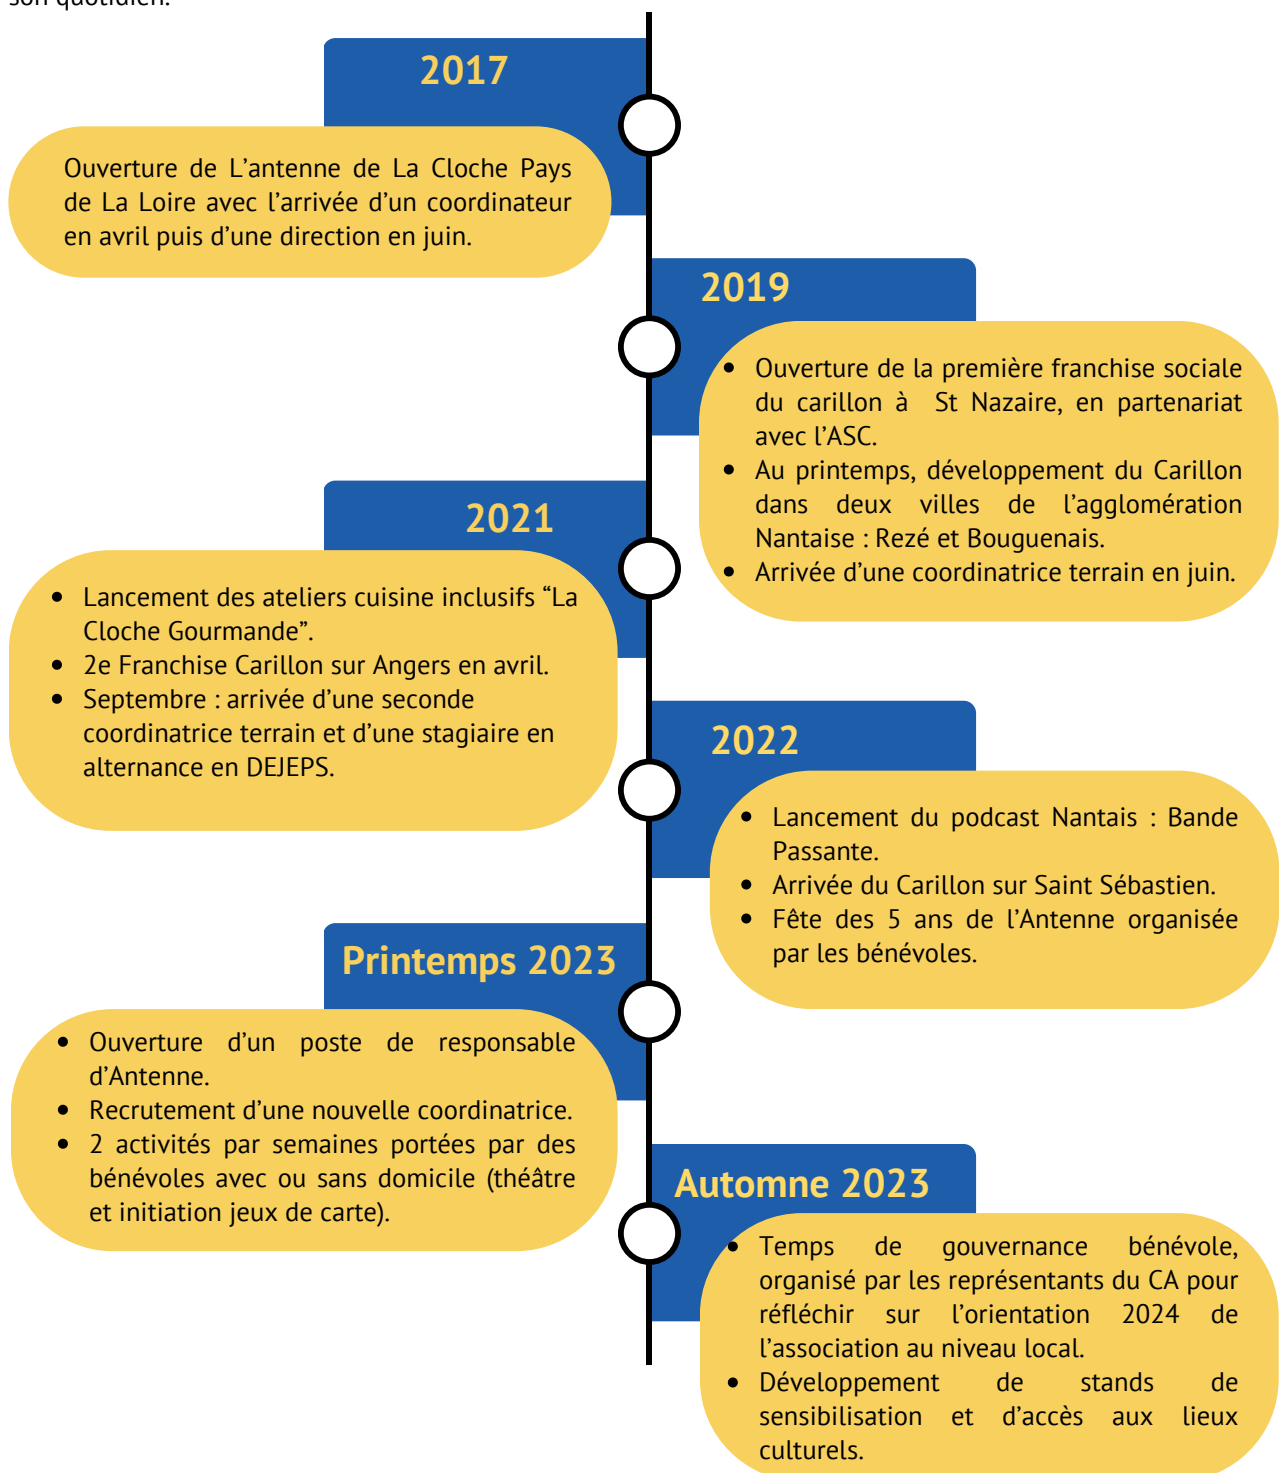 son quotidien.
2017
Ouverture de L’antenne de La Cloche Pays
de La Loire avec l’arrivée d’un coordinateur
en avril puis d’une direction en juin.
2019
• Ouverture de la première franchise sociale
du carillon à St Nazaire, en partenariat
avec l’ASC.
• Au printemps, développement du Carillon
dans deux villes de l’agglomération
Nantaise : Rezé et Bouguenais.
• Arrivée d’une coordinatrice terrain en juin.
2021
• Lancement des ateliers cuisine inclusifs “La
Cloche Gourmande”.
• 2e Franchise Carillon sur Angers en avril.
• Septembre : arrivée d’une seconde
coordinatrice terrain et d’une stagiaire en
alternance en DEJEPS.
2022
• Lancement du podcast Nantais : Bande
Passante.
• Arrivée du Carillon sur Saint Sébastien.
• Fête des 5 ans de l’Antenne organisée
par les bénévoles.
Printemps 2023
• Ouverture d’un poste de responsable
d’Antenne.
• Recrutement d’une nouvelle coordinatrice.
• 2 activités par semaines portées par des
bénévoles avec ou sans domicile (théâtre
et initiation jeux de carte).
Automne 2023
• Temps de gouvernance bénévole,
organisé par les représentants du CA pour
réfléchir sur l’orientation 2024 de
l’association au niveau local.
• Développement de stands de
sensibilisation et d’accès aux lieux
culturels.